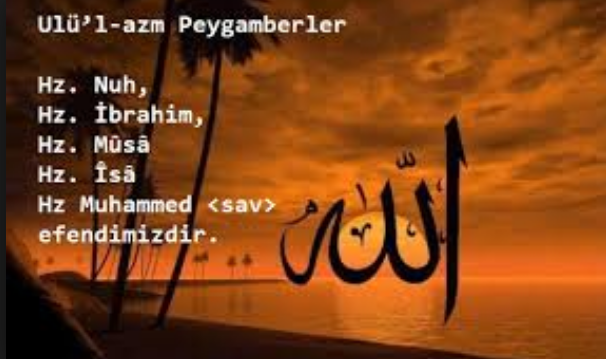 Ulü’l-azm Peygamberler
Hz. Nuh,
Hz. İbrahim,
Hz. Mûsâ
Hz. Îsâ
Hz Muhammed <sav>
efendimizdir.
الله